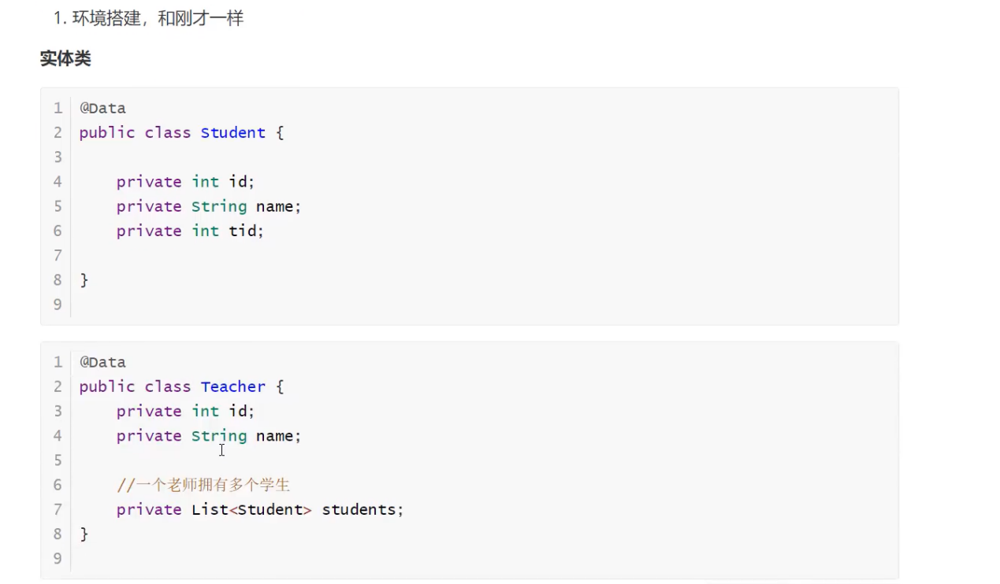 1. 环境搭建，和刚才一样
实体类
1 @Data
2 public class Student {
3
4     private int id;
5     private String name;
6     private int tid;
7
8 }
9
1 @Data
2 public class Teacher {
3     private int id;
4     private String name;
5
6     //一个老师拥有多个学生
7     private List<Student> students;
8 }
9